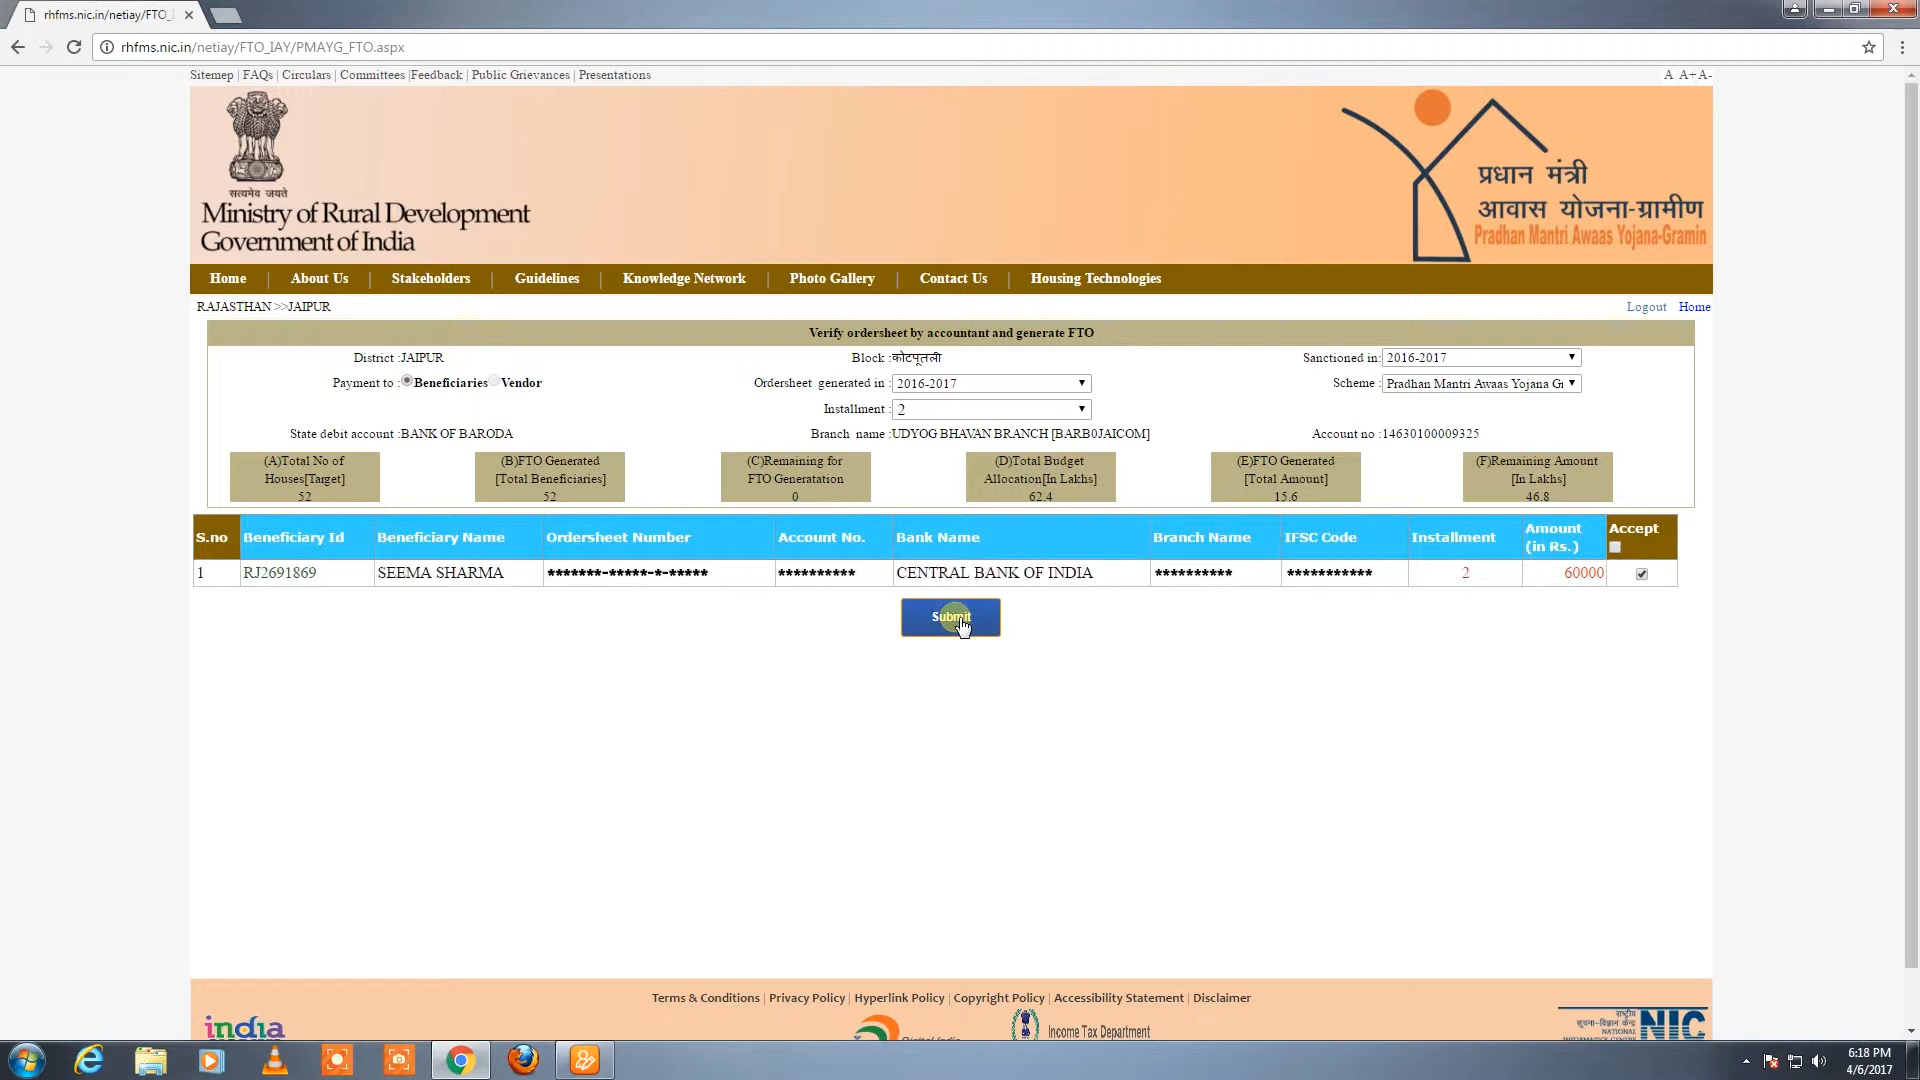 rhfms.nic.in/netiay/FTO_
rhfms.nic.in/netiay/FTO_IAY/PMAYG_FTO.aspx
Sitemep | FAQs | Circulars | Committees |Feedback | Public Grievances | Presentations
A A+ A-
सत्यमेव जयते
Ministry of Rural Development
Government of India
प्रधान मंत्री
आवास योजना-ग्रामीण
Pradhan Mantri Awaas Yojana-Gramin
Home | About Us | Stakeholders | Guidelines | Knowledge Network | Photo Gallery | Contact Us | Housing Technologies
RAJASTHAN >>JAIPUR
Logout Home
Verify ordersheet by accountant and generate FTO
District :JAIPUR Block :कोटपूतली Sanctioned in: 2016-2017
Payment to : Beneficiaries Vendor Ordersheet generated in : 2016-2017 Scheme : Pradhan Mantri Awaas Yojana Gr
Installment : 2
State debit account :BANK OF BARODA Branch name :UDYOG BHAVAN BRANCH [BARB0JAICOM] Account no :14630100009325
(A)Total No of Houses[Target] 52
(B)FTO Generated [Total Beneficiaries] 52
(C)Remaining for FTO Generatation 0
(D)Total Budget Allocation[In Lakhs] 62.4
(E)FTO Generated [Total Amount] 15.6
(F)Remaining Amount [In Lakhs] 46.8
S.no Beneficiary Id Beneficiary Name Ordersheet Number Account No. Bank Name Branch Name IFSC Code Installment Amount (in Rs.) Accept
1 RJ2691869 SEEMA SHARMA *******-*****-*-***** ********** CENTRAL BANK OF INDIA ********** *********** 2 60000
Submit
Terms & Conditions | Privacy Policy | Hyperlink Policy | Copyright Policy | Accessibility Statement | Disclaimer
india
Income Tax Department
राष्ट्रीय
सूचना-विज्ञान केन्द्र
NATIONAL
NIC
6:18 PM
4/6/2017